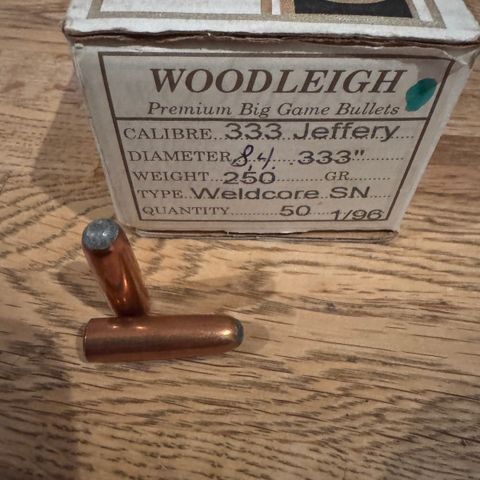 WOODLEIGH
Premium Big Game Bullets
CALIBRE...333 Jeffery
DIAMETER 8,4 .333"
WEIGHT......250......GR.
TYPE...Weldcore SN
QUANTITY..........50 1/96